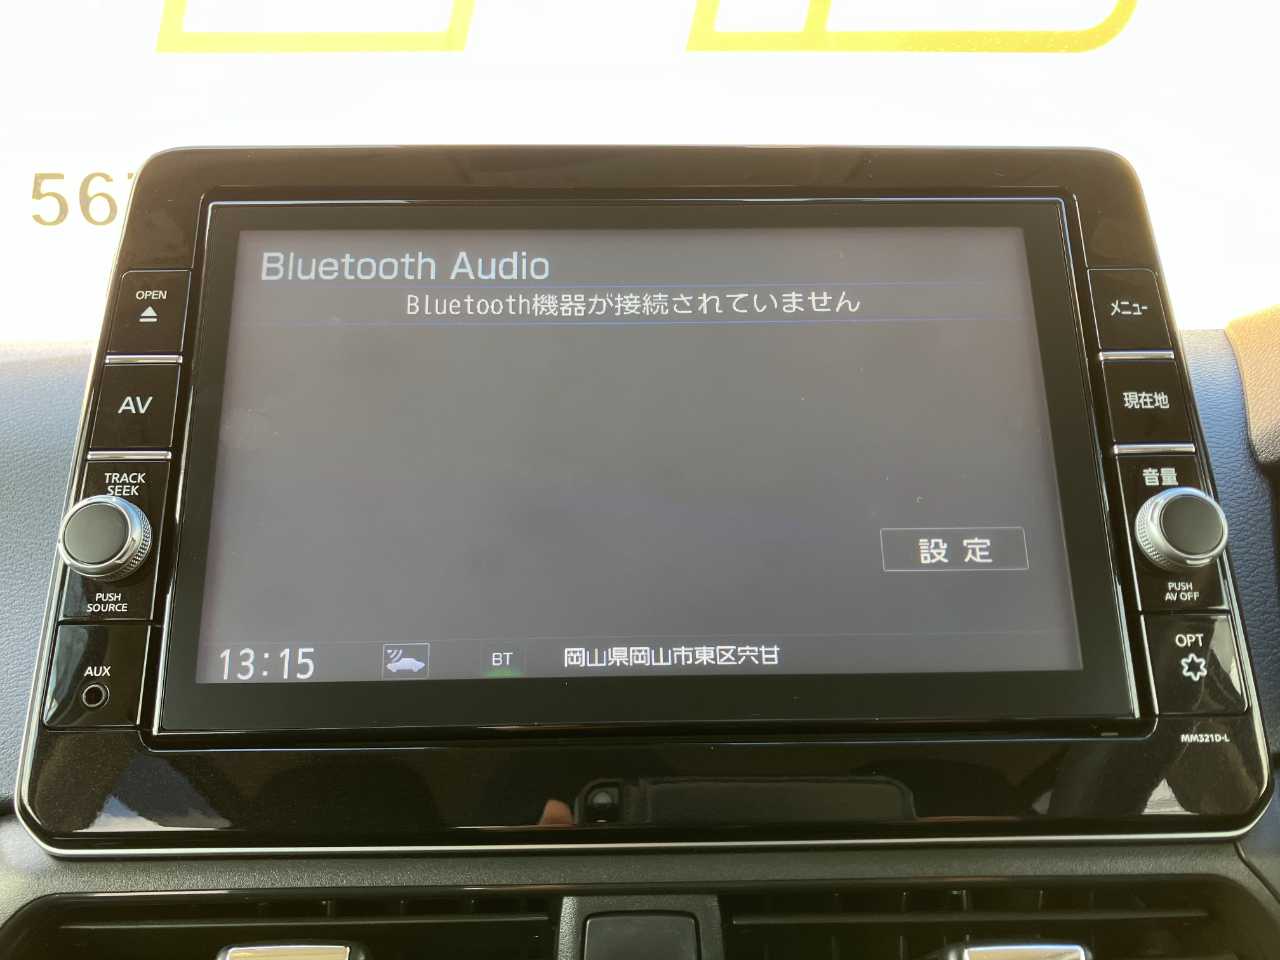 56
Bluetooth Audio
Bluetooth機器が接続されていません
OPEN
メニュー
AV
現在地
TRACK
SEEK
音量
設定
PUSH
SOURCE
PUSH
AV OFF
AUX
OPT
13:15
BT
岡山県岡山市東区宍甘
MM321D-L